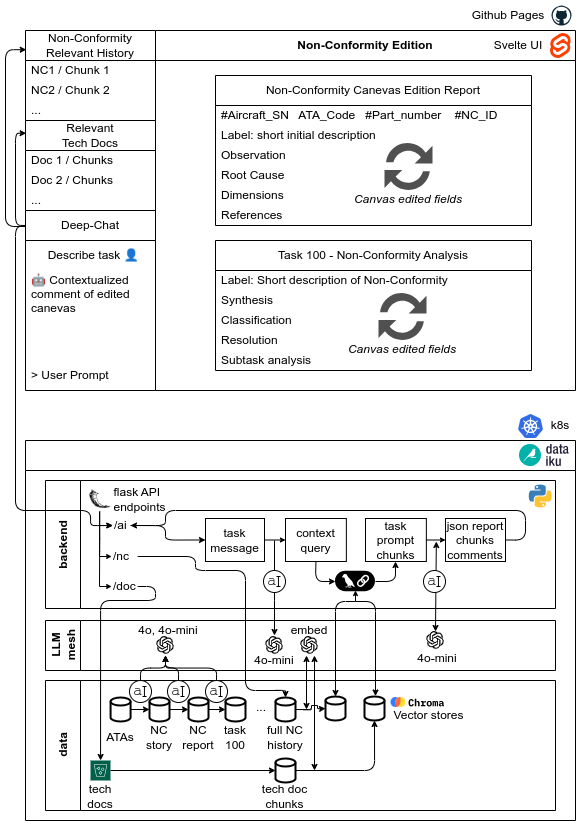 Github Pages
Non-Conformity
Relevant History
Non-Conformity Edition
Svelte UI
NC1 / Chunk 1
NC2 / Chunk 2
...
Relevant
Tech Docs
Doc 1 / Chunks
Doc 2 / Chunks
...
Deep-Chat
Describe task 👤
🤖 Contextualized
comment of edited
canevas
> User Prompt
Non-Conformity Canevas Edition Report
#Aircraft_SN ATA_Code #Part_number #NC_ID
Label: short initial description
Observation
Root Cause
Dimensions
References
Canvas edited fields
Task 100 - Non-Conformity Analysis
Label: Short description of Non-Conformity
Synthesis
Classification
Resolution
Subtask analysis
Canvas edited fields
k8s
data
iku
backend
flask API
endpoints
/ai
/nc
/doc
task
message
context
query
task
prompt
chunks
json report
chunks
comments
aI
aI
LLM
mesh
4o, 4o-mini
4o-mini
embed
4o-mini
data
aI
aI
aI
ATAs
NC
story
NC
report
task
100
...
full NC
history
Chroma
Vector stores
tech
docs
tech doc
chunks